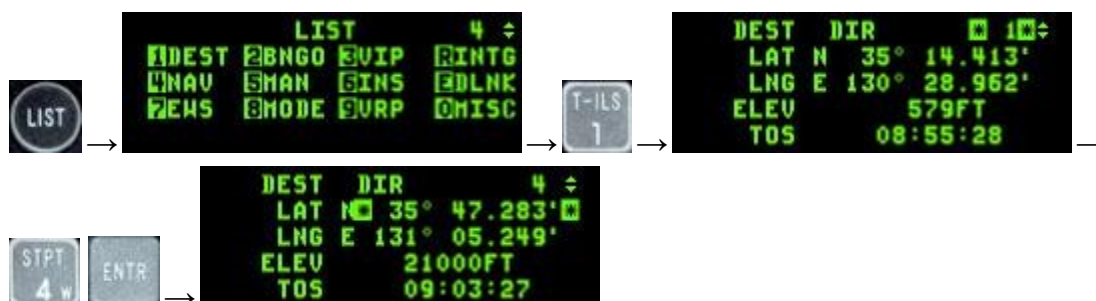 LIST
LIST 4
1DEST 2BNGO 3VIP RINTG
4NAV 5MAN 6INS EDLNK
7EWS 8MODE 9VRP 0MISC
T-ILS
1
DEST DIR * 1*
LAT N 35° 14.413'
LNG E 130° 28.962'
ELEV 579FT
TOS 08:55:28
STPT
4 W
ENTR
DEST DIR 4
LAT N* 35° 47.283'*
LNG E 131° 05.249'
ELEV 21000FT
TOS 09:03:27